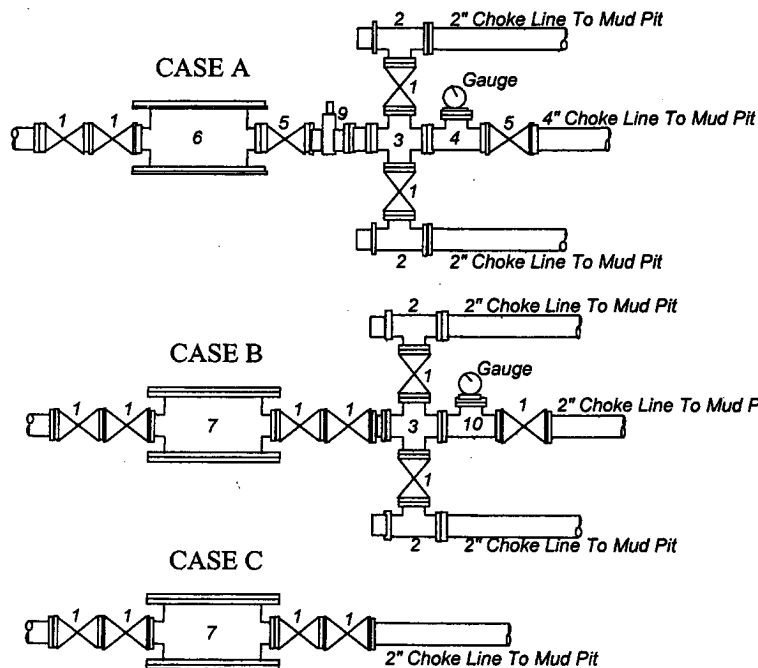 2
2" Choke Line To Mud Pit
CASE A
1
Gauge
1 1 5 9 5 4" Choke Line To Mud Pit
6 3 4
1
2 2" Choke Line To Mud Pit
2 2" Choke Line To Mud Pit
CASE B
1
Gauge
1 1 1 1 1 2" Choke Line To Mud P
7 3 10
1
2 2" Choke Line To Mud Pit
CASE C
1 1 1 1
7
2" Choke Line To Mud Pit